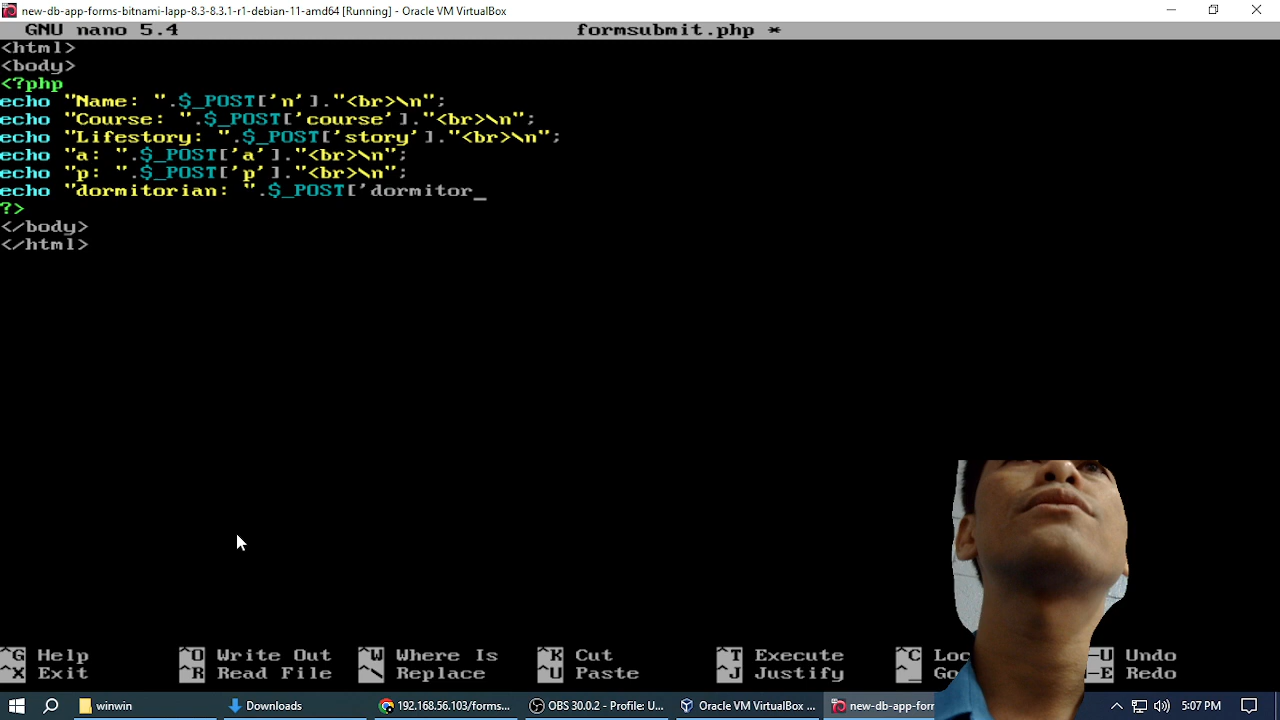 new-db-app-forms-bitnami-lapp-8.3-8.3.1-r1-debian-11-amd64 [Running] - Oracle VM VirtualBox
GNU nano 5.4 formsubmit.php *
<html>
<body>
<?php
echo "Name: ".$_POST['n']."<br>\n";
echo "Course: ".$_POST['course']."<br>\n";
echo "Lifestory: ".$_POST['story']."<br>\n";
echo "a: ".$_POST['a']."<br>\n";
echo "p: ".$_POST['p']."<br>\n";
echo "dormitorian: ".$_POST['dormitor_
?>
</body>
</html>
^G Help ^O Write Out ^W Where Is ^K Cut ^T Execute ^C Loc -U Undo
^X Exit ^R Read File ^\ Replace ^U Paste ^J Justify ^_ Go -E Redo
winwin Downloads 192.168.56.103/forms... OBS 30.0.2 - Profile: U... Oracle VM VirtualBox ... new-db-app-form 5:07 PM